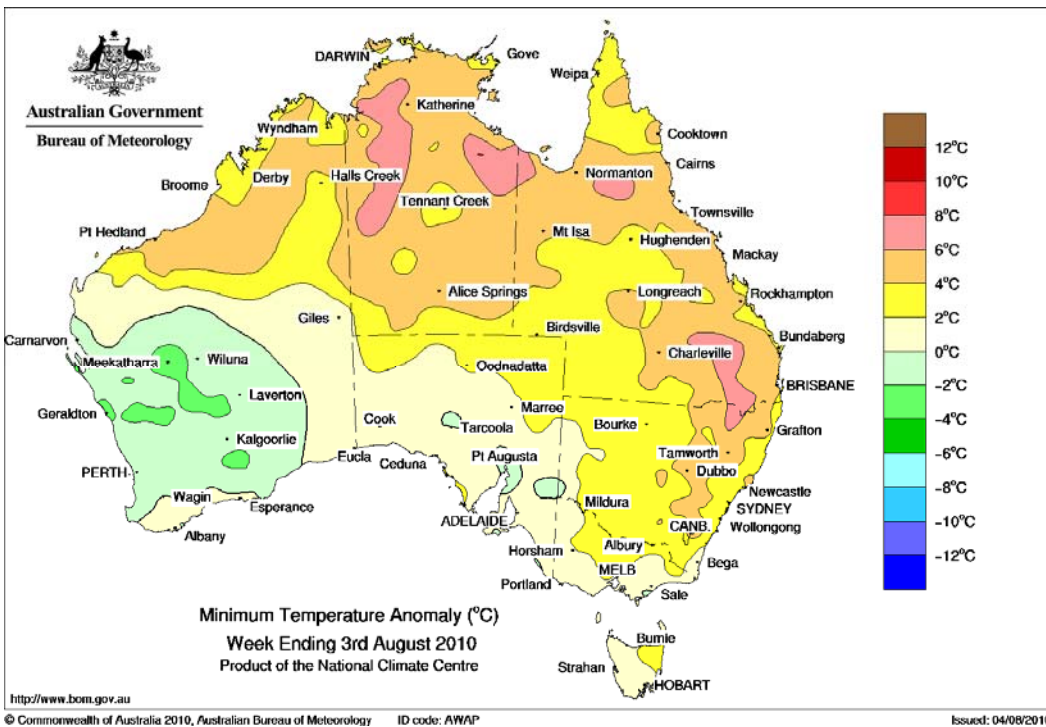 Australian Government
Bureau of Meteorology
DARWIN
Gove
Weipa
Katherine
Wyndham
Cooktown
Cairns
Derby
Halls Creek
Normanton
Broome
Tennant Creek
Townsville
Pt Hedland
Mt Isa
Hughenden
Mackay
Alice Springs
Longreach
Rockhampton
Giles
Birdsville
Bundaberg
Carnarvon
Meekatharra
Wiluna
Oodnadatta
Charleville
BRISBANE
Laverton
Geraldton
Cook
Marree
Tarcoola
Bourke
Grafton
Kalgoorlie
Eucla
Ceduna
Pt Augusta
Tamworth
Dubbo
PERTH
Wagin
Esperance
Mildura
Newcastle
SYDNEY
ADELAIDE
CANB.
Wollongong
Albany
Horsham
Albury
Bega
Portland
MELB
Sale
Burnie
Strahan
HOBART
12°C
10°C
8°C
6°C
4°C
2°C
0°C
-2°C
-4°C
-6°C
-8°C
-10°C
-12°C
Minimum Temperature Anomaly (°C)
Week Ending 3rd August 2010
Product of the National Climate Centre
http://www.bom.gov.au
© Commonwealth of Australia 2010, Australian Bureau of Meteorology ID code: AWAP Issued: 04/08/2010